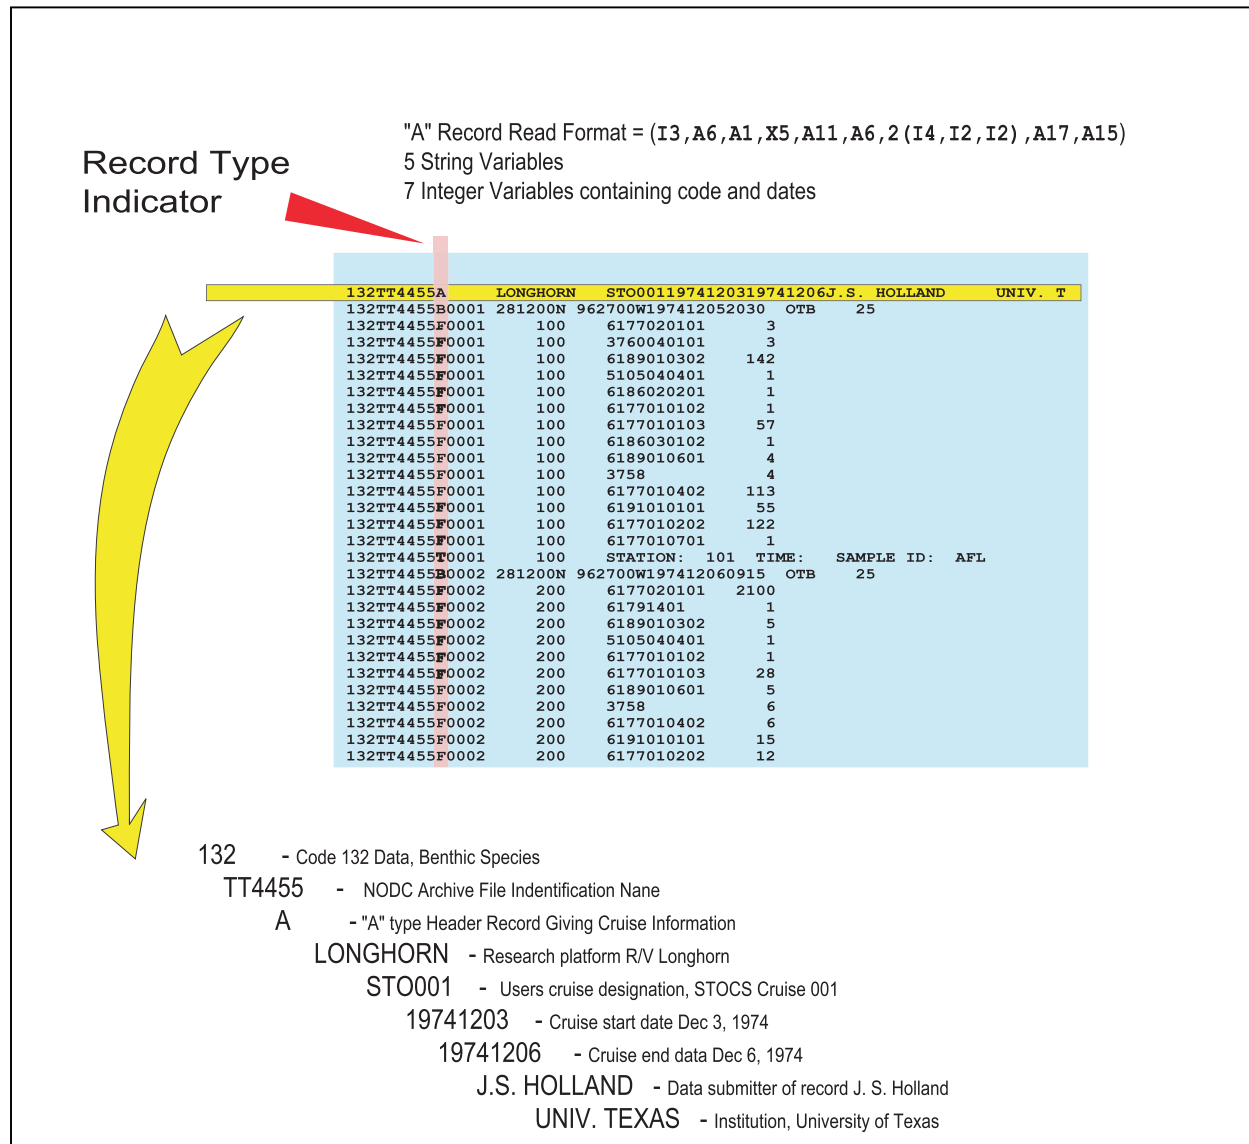 "A" Record Read Format = (I3,A6,A1,X5,A11,A6,2(I4,I2,I2),A17,A15)
5 String Variables
7 Integer Variables containing code and dates
Record Type
Indicator
132TT4455A     LONGHORN   STO0011974120319741206J.S. HOLLAND     UNIV. T
132TT4455B0001 281200N 962700W197412052030  OTB    25
132TT4455F0001     100    6177020101      3
132TT4455F0001     100    3760040101      3
132TT4455F0001     100    6189010302    142
132TT4455F0001     100    5105040401      1
132TT4455F0001     100    6186020201      1
132TT4455F0001     100    6177010102      1
132TT4455F0001     100    6177010103     57
132TT4455F0001     100    6186030102      1
132TT4455F0001     100    6189010601      4
132TT4455F0001     100    3758            4
132TT4455F0001     100    6177010402    113
132TT4455F0001     100    6191010101     55
132TT4455F0001     100    6177010202    122
132TT4455F0001     100    6177010701      1
132TT4455T0001     100    STATION:  101  TIME:   SAMPLE ID:  AFL
132TT4455B0002 281200N 962700W197412060915  OTB    25
132TT4455F0002     200    6177020101   2100
132TT4455F0002     200    61791401        1
132TT4455F0002     200    6189010302      5
132TT4455F0002     200    5105040401      1
132TT4455F0002     200    6177010102      1
132TT4455F0002     200    6177010103     28
132TT4455F0002     200    6189010601      5
132TT4455F0002     200    3758            6
132TT4455F0002     200    6177010402      6
132TT4455F0002     200    6191010101     15
132TT4455F0002     200    6177010202     12
132 - Code 132 Data, Benthic Species
TT4455 - NODC Archive File Indentification Nane
A - "A" type Header Record Giving Cruise Information
LONGHORN - Research platform R/V Longhorn
STO001 - Users cruise designation, STOCS Cruise 001
19741203 - Cruise start date Dec 3, 1974
19741206 - Cruise end data Dec 6, 1974
J.S. HOLLAND - Data submitter of record J. S. Holland
UNIV. TEXAS - Institution, University of Texas